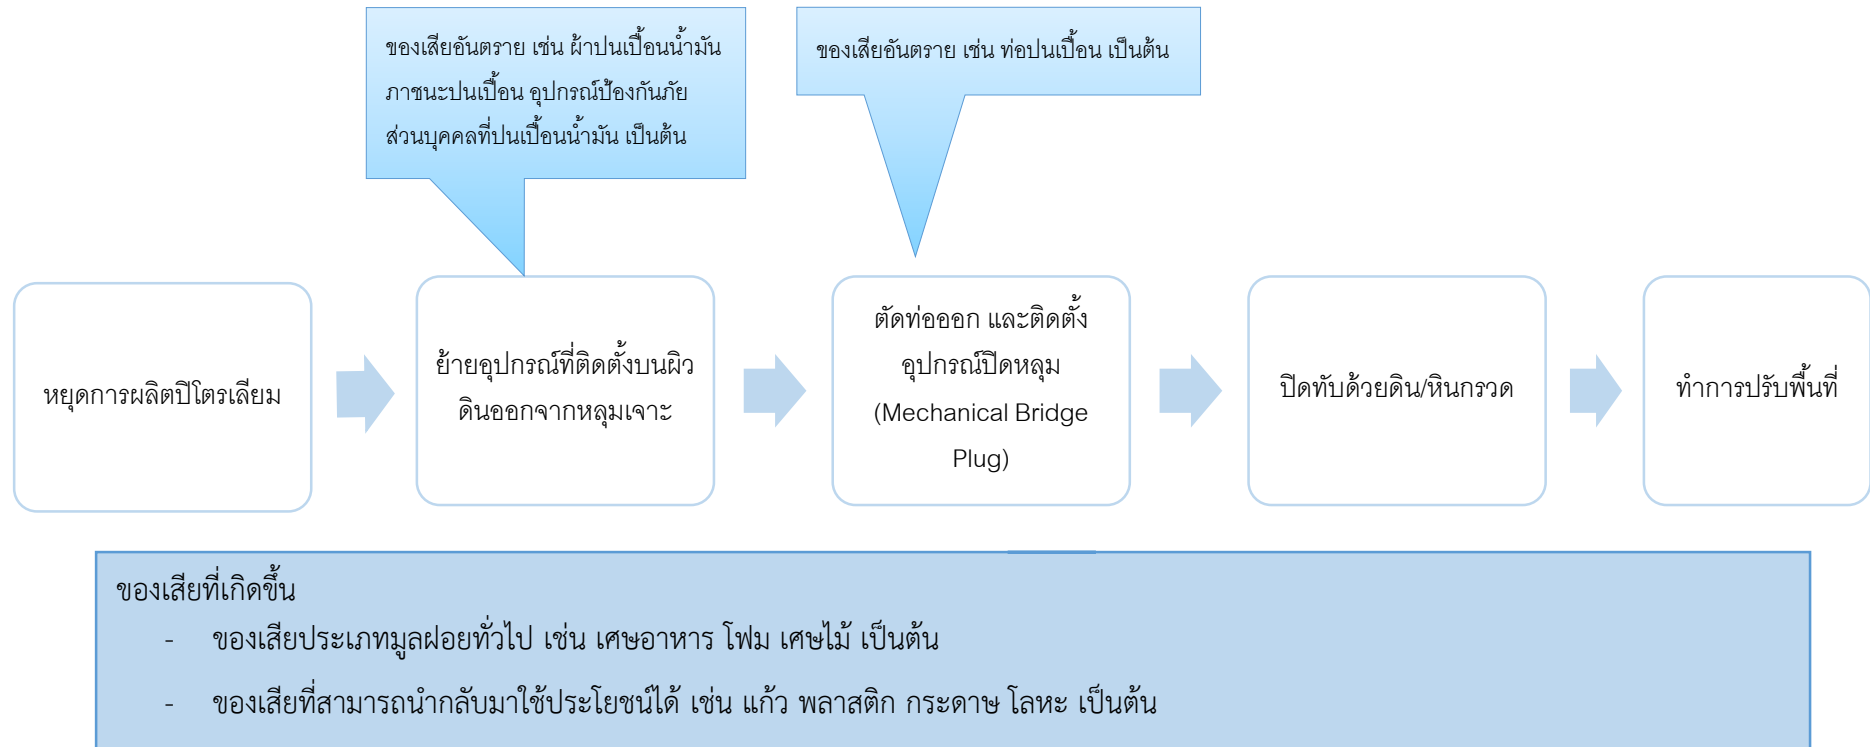 ของเสียอันตราย เช่น ผ้าปนเปื้อนน้ำมัน
ภาชนะปนเปื้อน อุปกรณ์ป้องกันภัย
ส่วนบุคคลที่ปนเปื้อนน้ำมัน เป็นต้น
ของเสียอันตราย เช่น ท่อปนเปื้อน เป็นต้น
หยุดการผลิตปิโตรเลียม
ย้ายอุปกรณ์ที่ติดตั้งบนผิว
ดินออกจากหลุมเจาะ
ตัดท่อออก และติดตั้ง
อุปกรณ์ปิดหลุม
(Mechanical Bridge
Plug)
ปิดทับด้วยดิน/หินกรวด
ทำการปรับพื้นที่
ของเสียที่เกิดขึ้น
- ของเสียประเภทมูลฝอยทั่วไป เช่น เศษอาหาร โฟม เศษไม้ เป็นต้น
- ของเสียที่สามารถนำกลับมาใช้ประโยชน์ได้ เช่น แก้ว พลาสติก กระดาษ โลหะ เป็นต้น